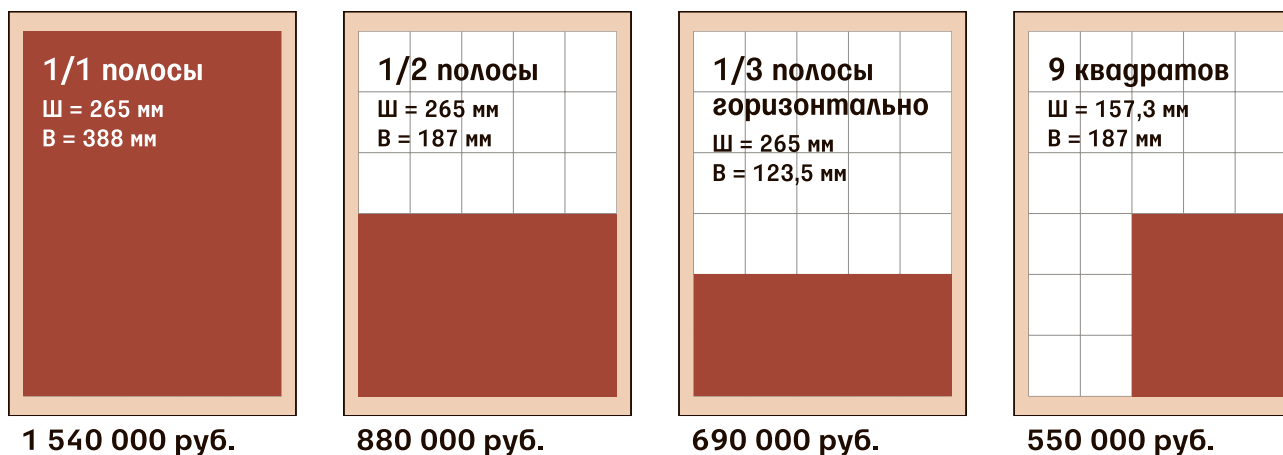 1/1 полосы
Ш = 265 мм
В = 388 мм
1 540 000 руб.
1/2 полосы
Ш = 265 мм
В = 187 мм
880 000 руб.
1/3 полосы
горизонтально
Ш = 265 мм
В = 123,5 мм
690 000 руб.
9 квадратов
Ш = 157,3 мм
В = 187 мм
550 000 руб.